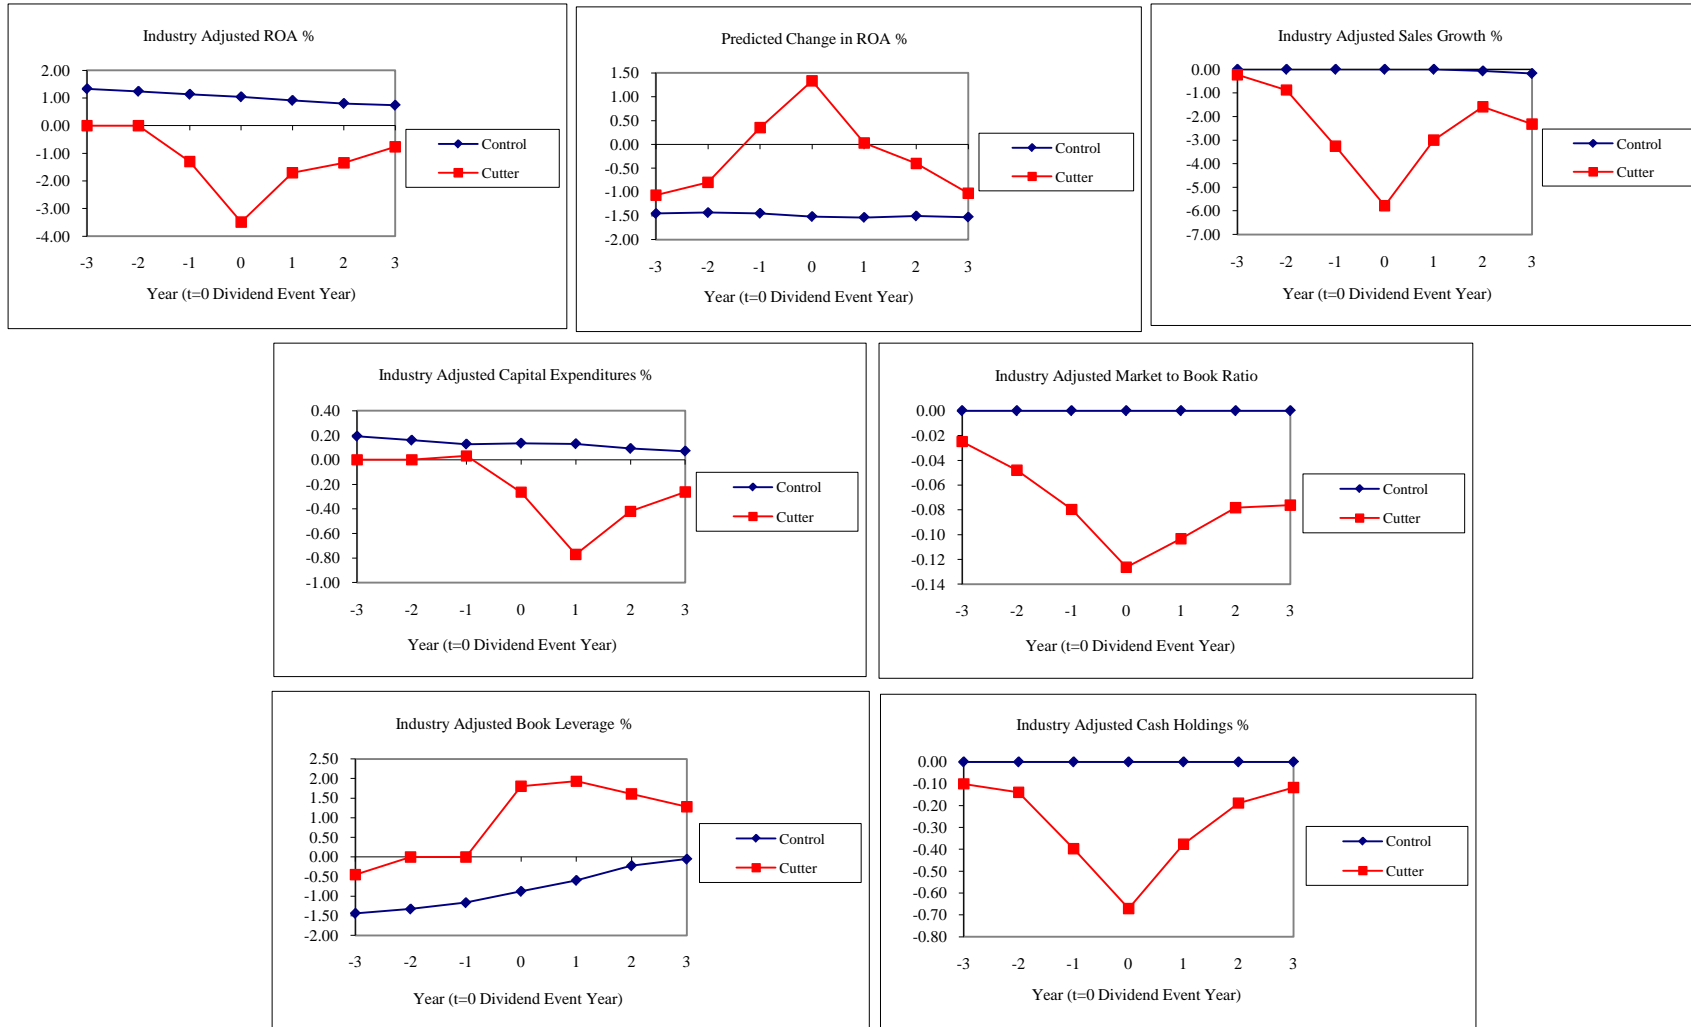 Industry Adjusted ROA %
2.00
1.00
0.00
-1.00
-2.00
-3.00
-4.00
-3 -2 -1 0 1 2 3
Year (t=0 Dividend Event Year)
Control
Cutter
Predicted Change in ROA %
1.50
1.00
0.50
0.00
-0.50
-1.00
-1.50
-2.00
-3 -2 -1 0 1 2 3
Year (t=0 Dividend Event Year)
Control
Cutter
Industry Adjusted Sales Growth %
0.00
-1.00
-2.00
-3.00
-4.00
-5.00
-6.00
-7.00
-3 -2 -1 0 1 2 3
Year (t=0 Dividend Event Year)
Control
Cutter
Industry Adjusted Capital Expenditures %
0.40
0.20
0.00
-0.20
-0.40
-0.60
-0.80
-1.00
-3 -2 -1 0 1 2 3
Year (t=0 Dividend Event Year)
Control
Cutter
Industry Adjusted Market to Book Ratio
0.00
-0.02
-0.04
-0.06
-0.08
-0.10
-0.12
-0.14
-3 -2 -1 0 1 2 3
Year (t=0 Dividend Event Year)
Control
Cutter
Industry Adjusted Book Leverage %
2.50
2.00
1.50
1.00
0.50
0.00
-0.50
-1.00
-1.50
-2.00
-3 -2 -1 0 1 2 3
Year (t=0 Dividend Event Year)
Control
Cutter
Industry Adjusted Cash Holdings %
0.00
-0.10
-0.20
-0.30
-0.40
-0.50
-0.60
-0.70
-0.80
-3 -2 -1 0 1 2 3
Year (t=0 Dividend Event Year)
Control
Cutter